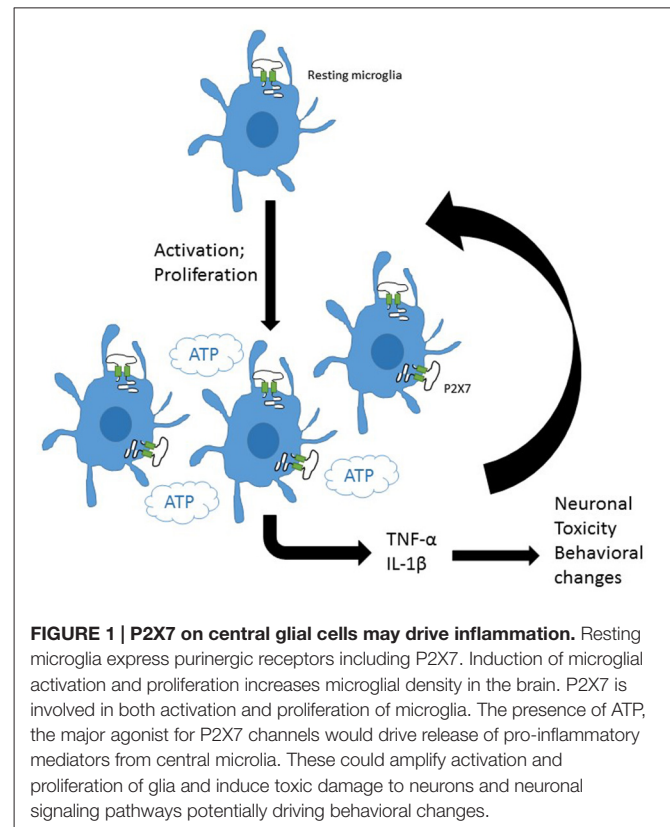 Resting microglia
Activation;
Proliferation
ATP
P2X7
ATP
ATP
TNF-α
IL-1β
Neuronal
Toxicity
Behavioral
changes
FIGURE 1 | P2X7 on central glial cells may drive inflammation. Resting
microglia express purinergic receptors including P2X7. Induction of microglial
activation and proliferation increases microglial density in the brain. P2X7 is
involved in both activation and proliferation of microglia. The presence of ATP,
the major agonist for P2X7 channels would drive release of pro-inflammatory
mediators from central microlia. These could amplify activation and
proliferation of glia and induce toxic damage to neurons and neuronal
signaling pathways potentially driving behavioral changes.